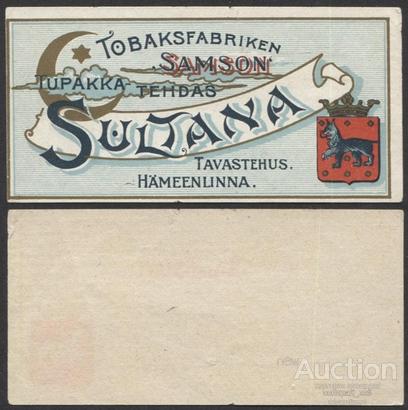 TOBAKSFABRIKEN
"SAMSON"
TUPAKKA TEHDAS
SULTANA
TAVASTEHUS.
HÄMEENLINNA.
Auction